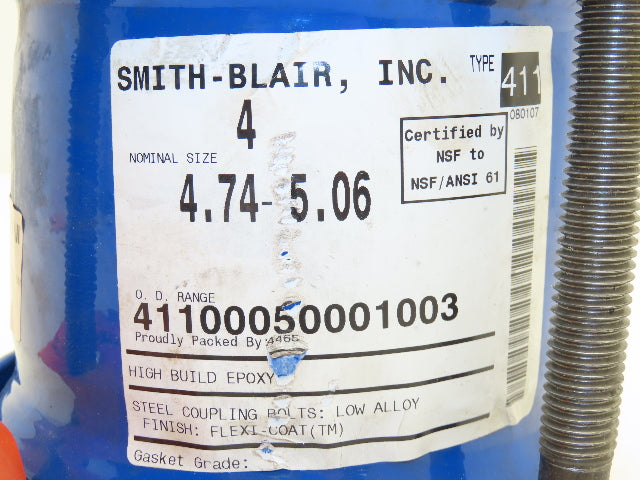 SMITH-BLAIR, INC. TYPE 411
080107
4
NOMINAL SIZE
Certified by
NSF to
NSF/ANSI 61
4.74-5.06
O. D. RANGE
41100050001003
Proudly Packed By:4465
HIGH BUILD EPOXY
STEEL COUPLING BOLTS: LOW ALLOY
FINISH: FLEXI-COAT(TM)
Gasket Grade: